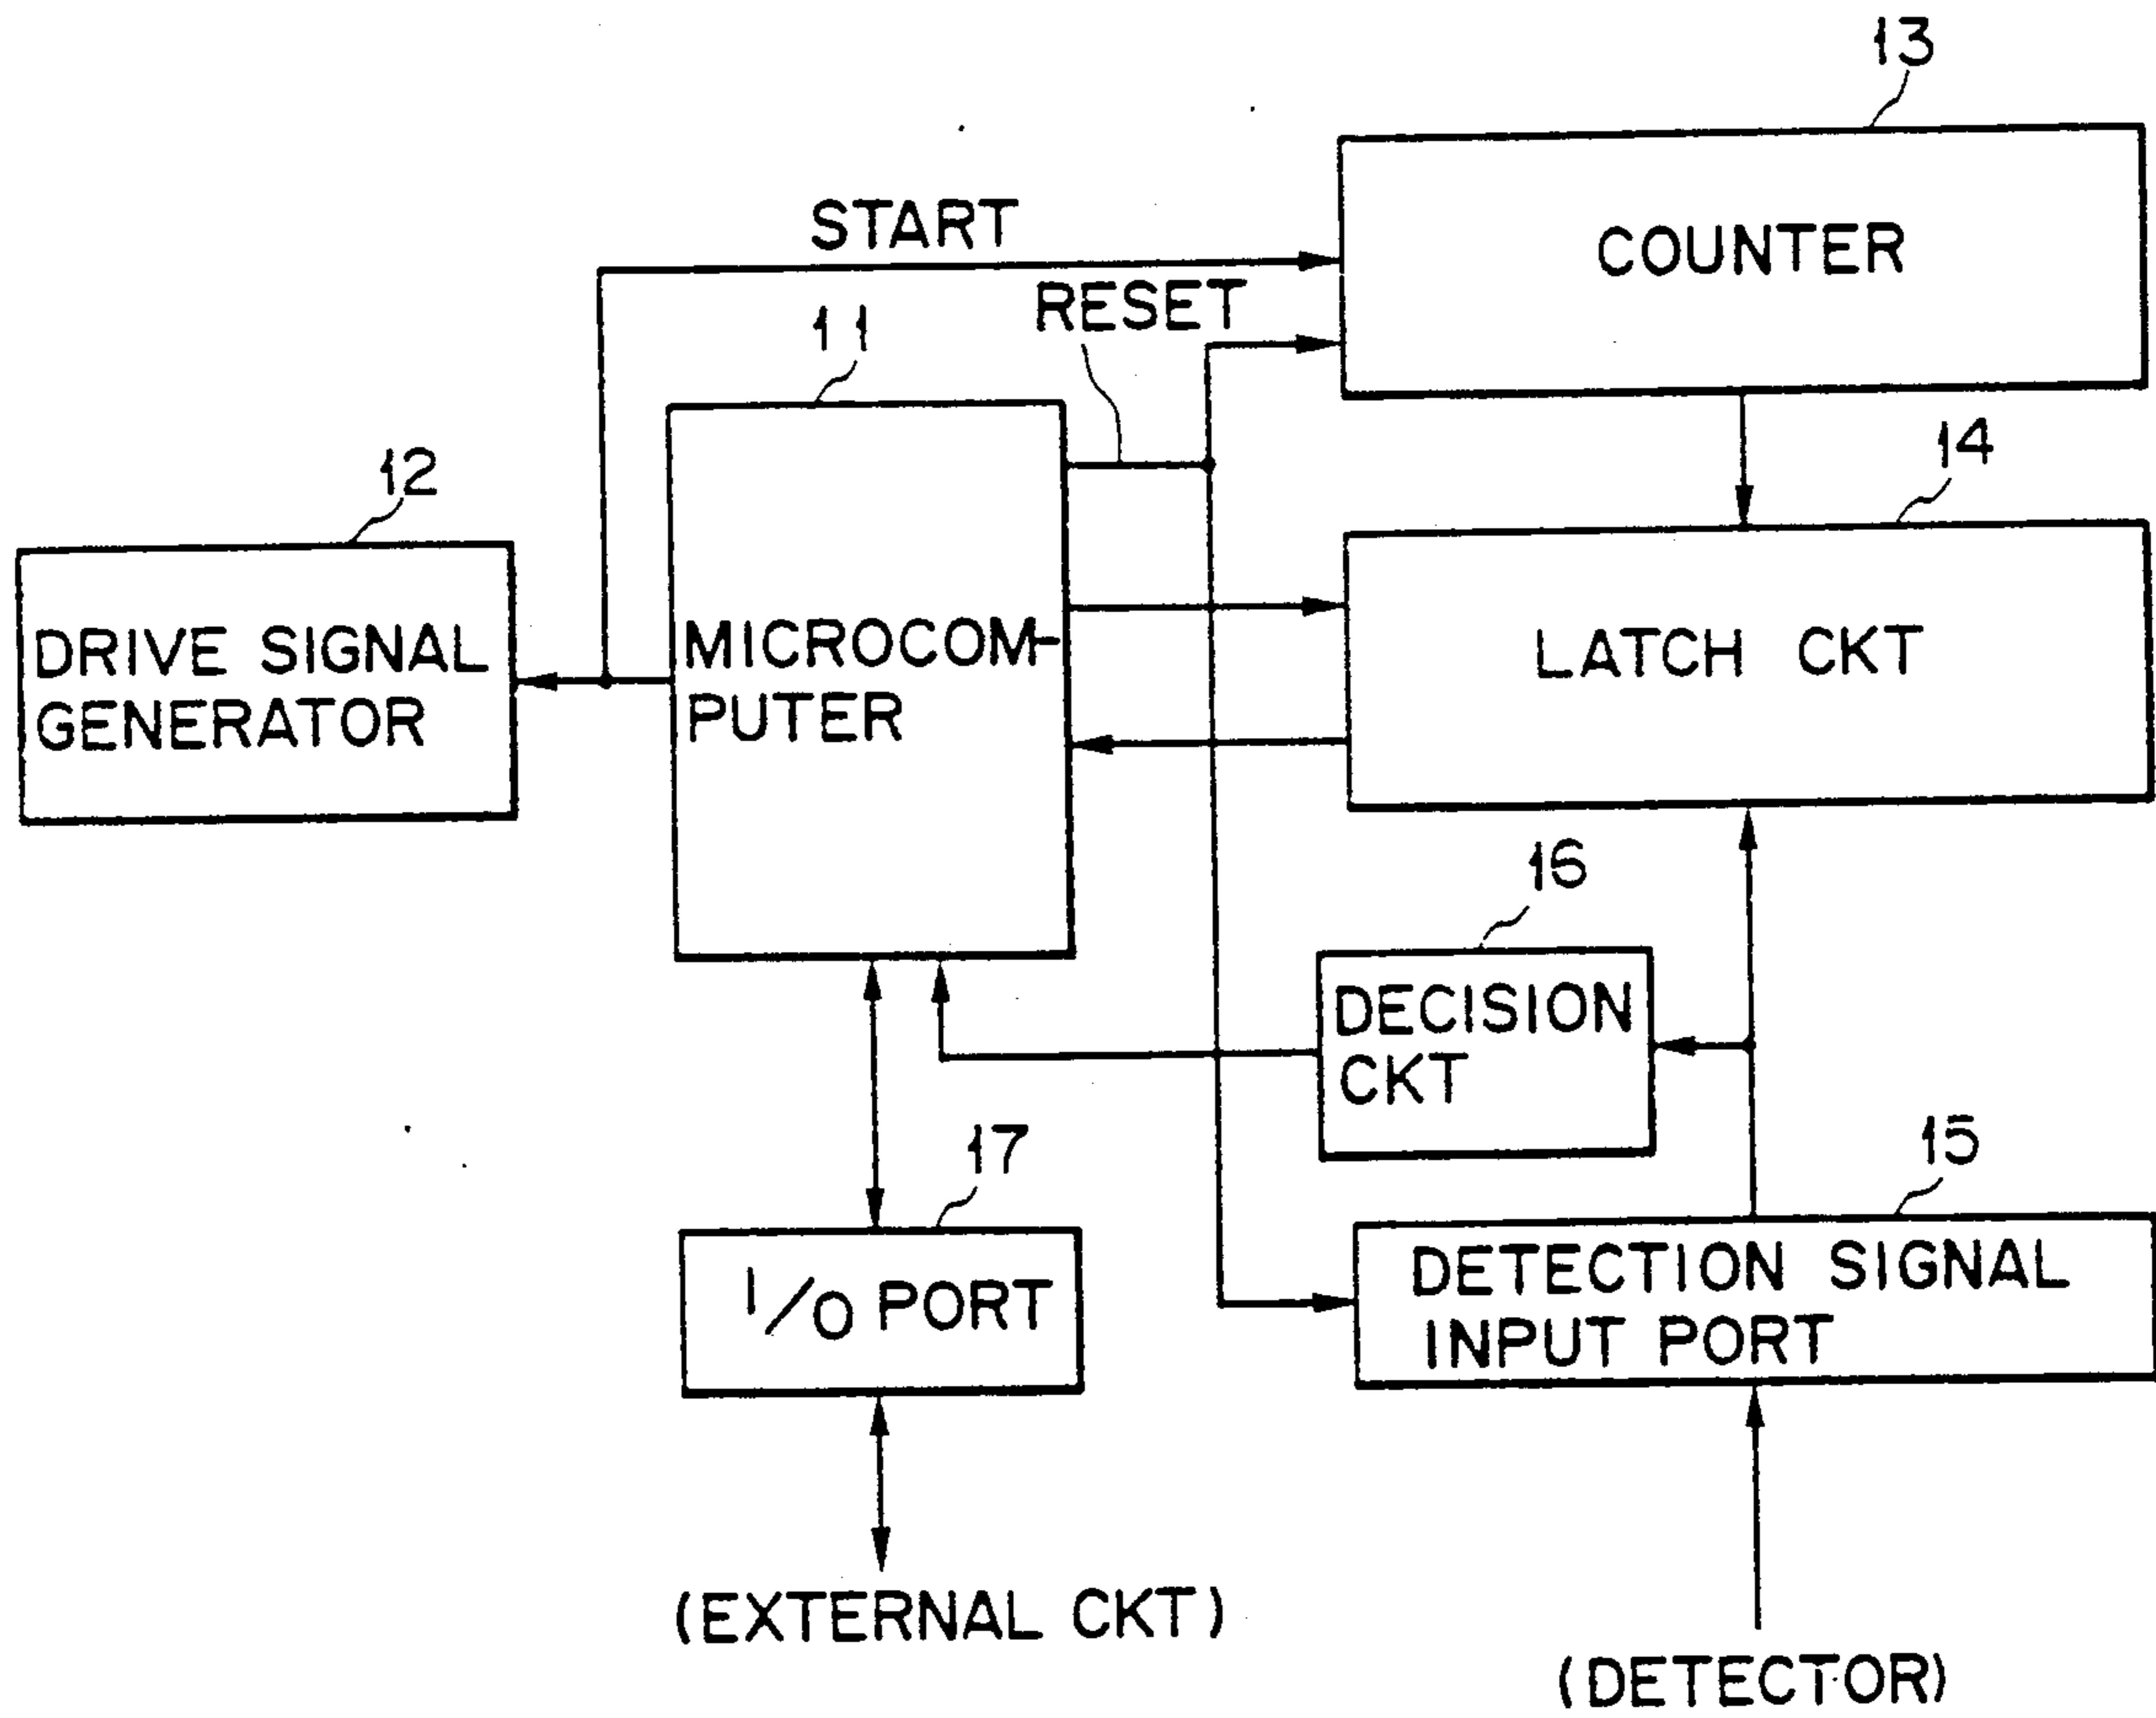 13
COUNTER
START
RESET
11
12
14
DRIVE SIGNAL
GENERATOR
MICROCOM-
PUTER
LATCH CKT
16
DECISION
CKT
17
15
I/O PORT
DETECTION SIGNAL
INPUT PORT
(EXTERNAL CKT)
(DETECTOR)